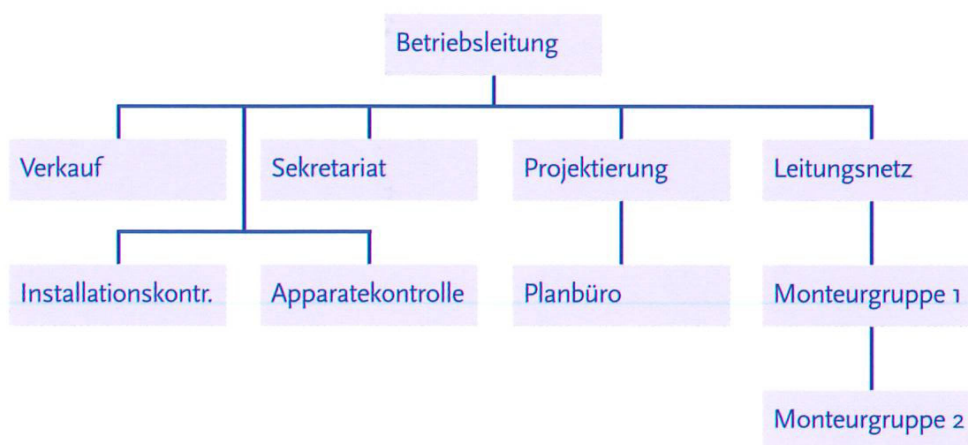 Betriebsleitung
Verkauf
Sekretariat
Projektierung
Leitungsnetz
Installationskontr.
Apparatekontrolle
Planbüro
Monteurgruppe 1
Monteurgruppe 2